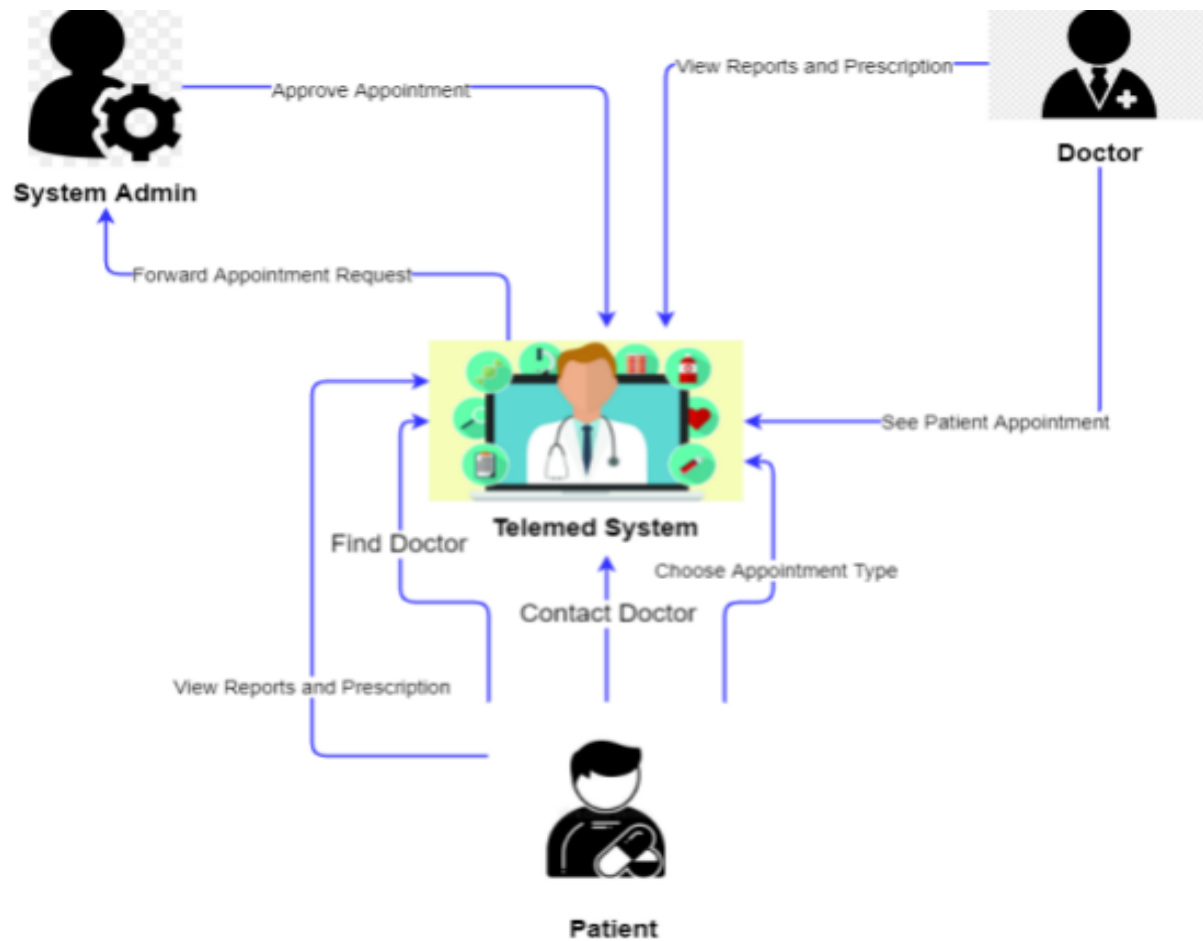 View Reports and Prescription
Approve Appointment
Doctor
System Admin
Forward Appointment Request
See Patient Appointment
Telemed System
Find Doctor
Choose Appointment Type
Contact Doctor
View Reports and Prescription
Patient